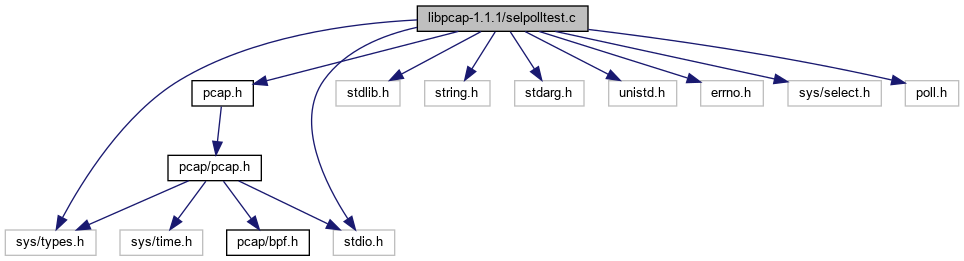 libpcap-1.1.1/selpolltest.c
pcap.h
stdlib.h
string.h
stdarg.h
unistd.h
errno.h
sys/select.h
poll.h
pcap/pcap.h
sys/types.h
sys/time.h
pcap/bpf.h
stdio.h